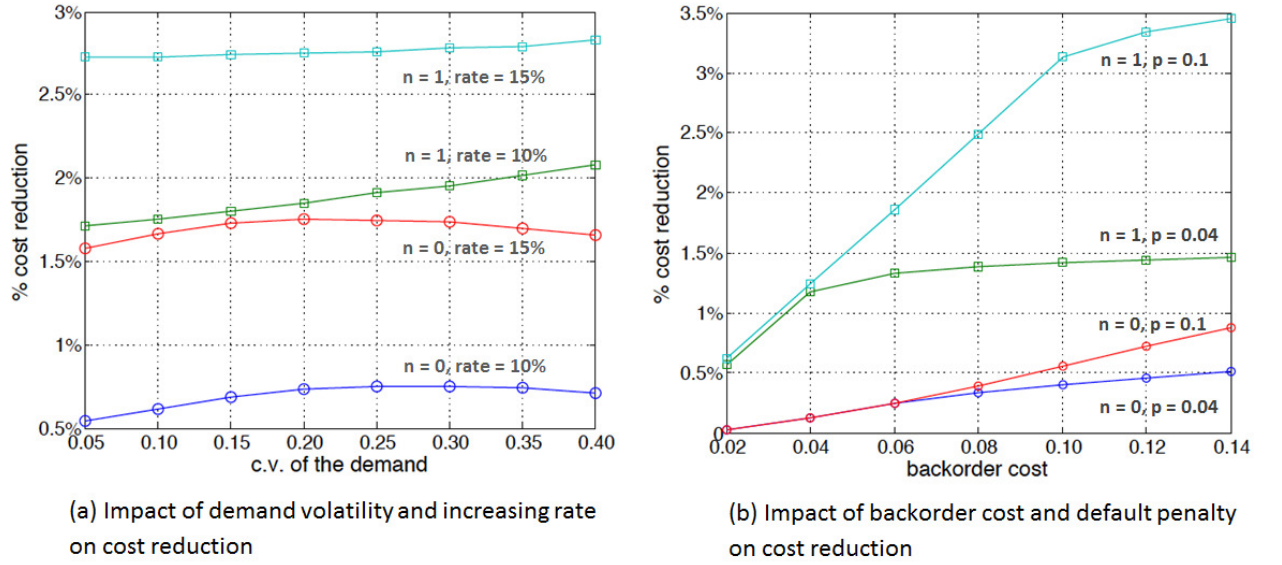 3%
2.5%
2%
1.5%
1%
0.5%
% cost reduction
n = 1, rate = 15%
n = 1, rate = 10%
n = 0, rate = 15%
n = 0, rate = 10%
0.05 0.10 0.15 0.20 0.25 0.30 0.35 0.40
c.v. of the demand
(a) Impact of demand volatility and increasing rate
on cost reduction
3.5%
3%
2.5%
2%
1.5%
1%
0.5%
0
% cost reduction
n = 1, p = 0.1
n = 1, p = 0.04
n = 0, p = 0.1
n = 0, p = 0.04
0.02 0.04 0.06 0.08 0.10 0.12 0.14
backorder cost
(b) Impact of backorder cost and default penalty
on cost reduction